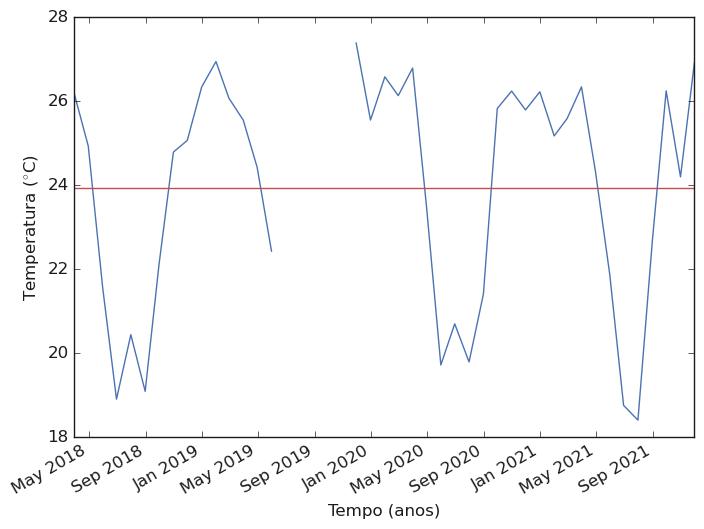 28
26
24
22
20
18
Temperatura (°C)
May 2018
Sep 2018
Jan 2019
May 2019
Sep 2019
Jan 2020
May 2020
Sep 2020
Jan 2021
May 2021
Sep 2021
Tempo (anos)